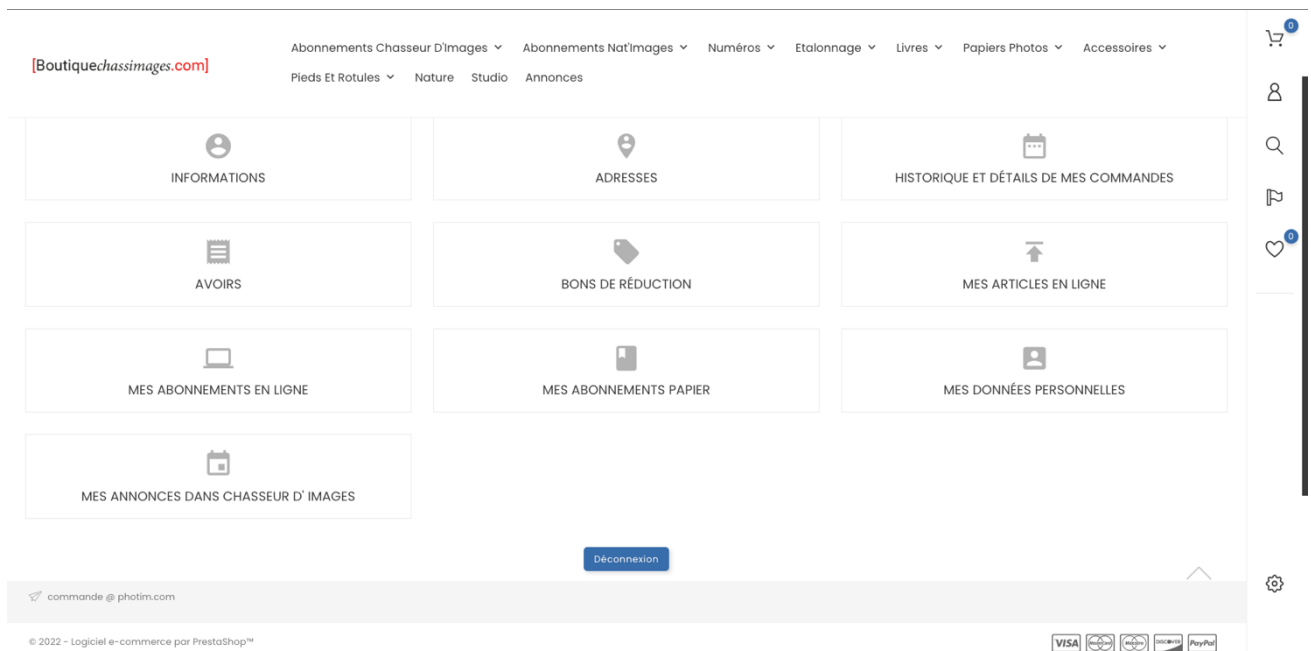 [Boutiquechassimages.com]
Abonnements Chasseur D'Images Abonnements Nat'Images Numéros Etalonnage Livres Papiers Photos Accessoires
Pieds Et Rotules Nature Studio Annonces
0
INFORMATIONS ADRESSES HISTORIQUE ET DÉTAILS DE MES COMMANDES
0
AVOIRS BONS DE RÉDUCTION MES ARTICLES EN LIGNE
MES ABONNEMENTS EN LIGNE MES ABONNEMENTS PAPIER MES DONNÉES PERSONNELLES
MES ANNONCES DANS CHASSEUR D' IMAGES
Déconnexion
commande @ photim.com
© 2022 - Logiciel e-commerce par PrestaShop™
VISA MasterCard Maestro DISCOVER PayPal